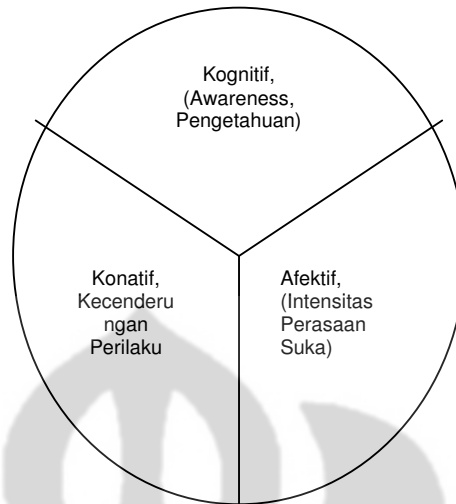 Kognitif,
(Awareness,
Pengetahuan)
Konatif,
Kecenderu
ngan
Perilaku
Afektif,
(Intensitas
Perasaan
Suka)